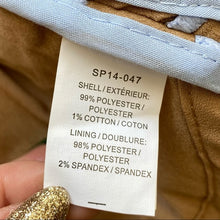 SP14-047
SHELL / EXTÉRIEUR:
99% POLYESTER /
POLYESTER
1% COTTON / COTON
LINING / DOUBLURE:
98% POLYESTER /
POLYESTER
2% SPANDEX / SPANDEX